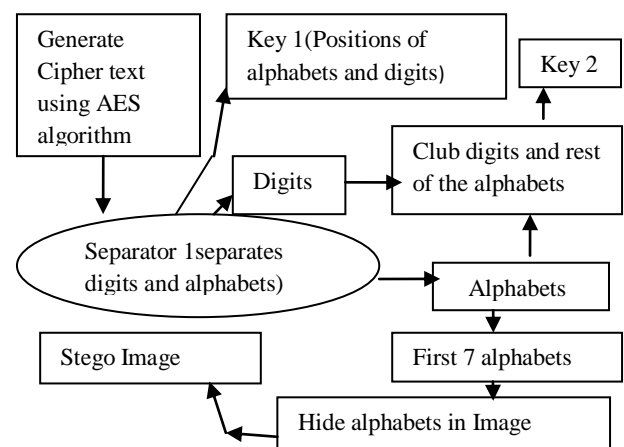 Generate
Cipher text
using AES
algorithm
Key 1(Positions of
alphabets and digits)
Key 2
Digits
Club digits and rest
of the alphabets
Separator 1separates
digits and alphabets)
Alphabets
Stego Image
First 7 alphabets
Hide alphabets in Image